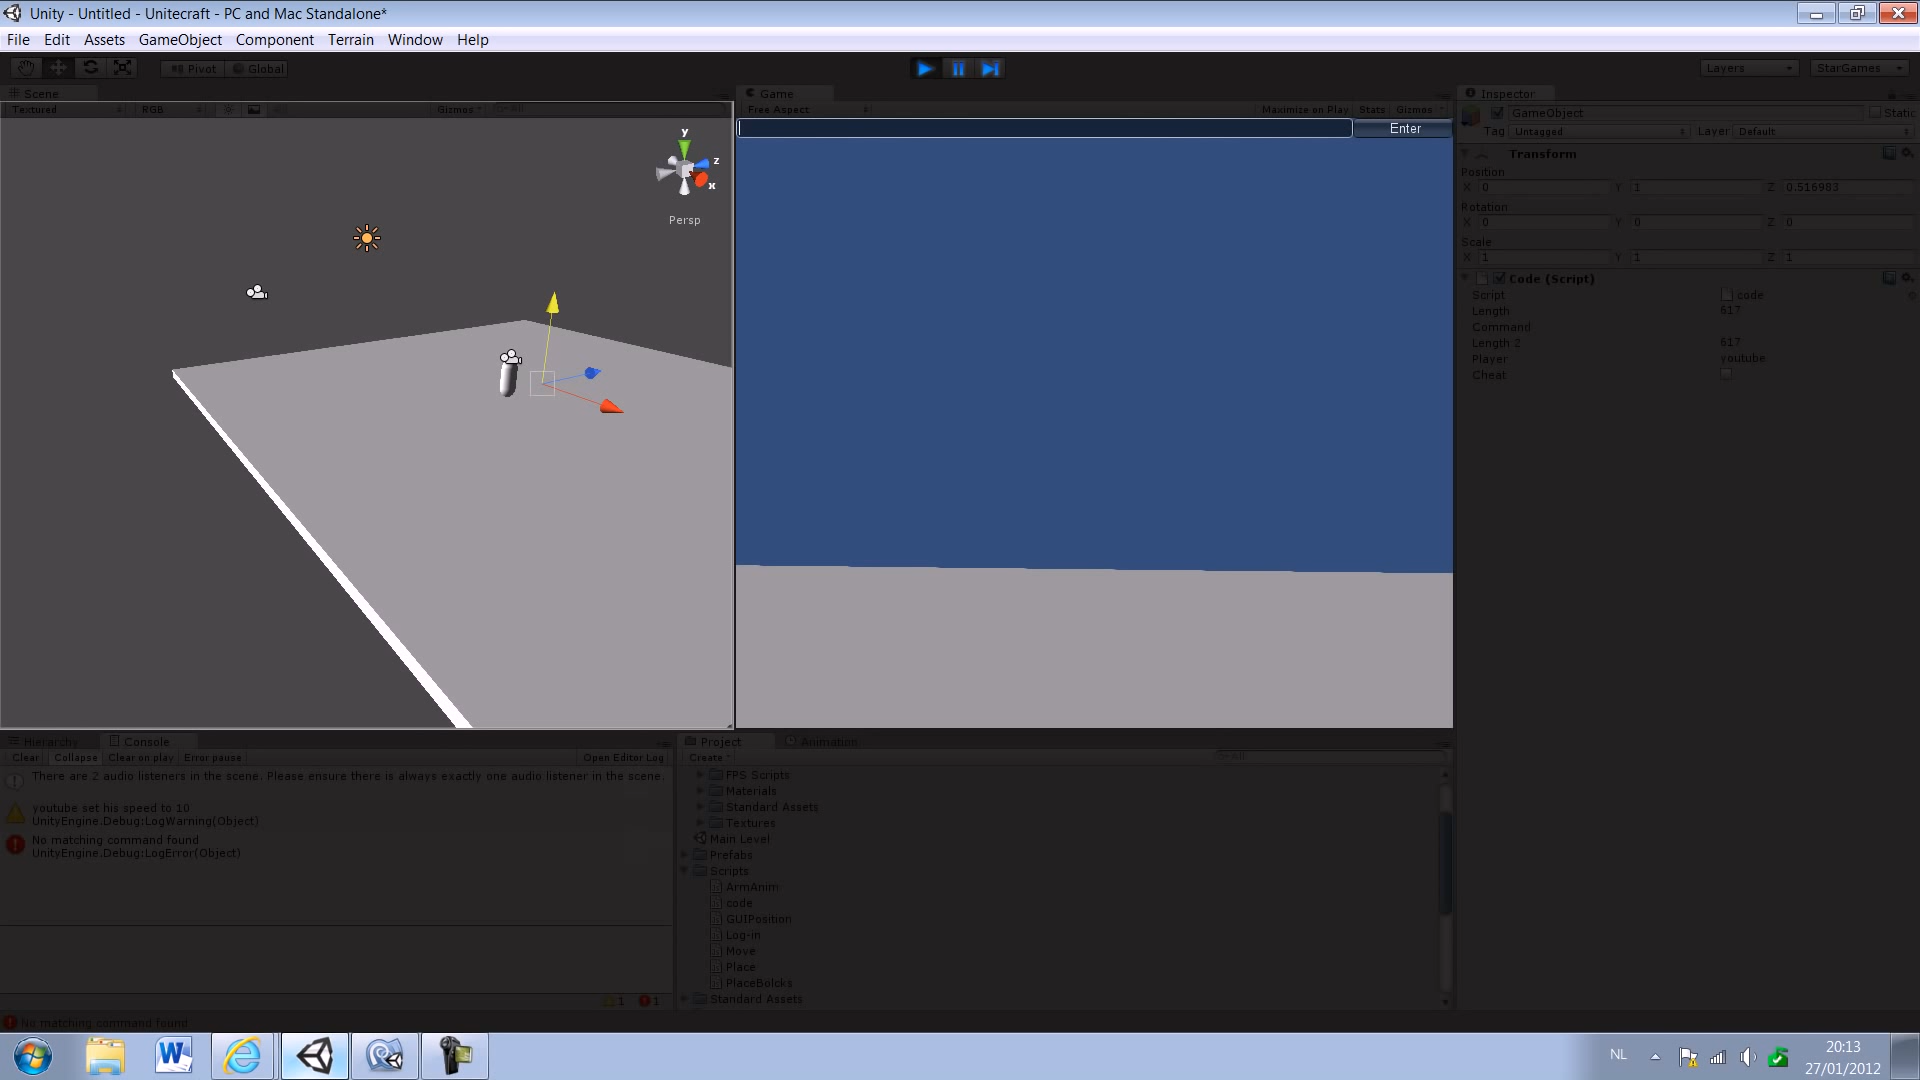 Unity - Untitled - Unitecraft - PC and Mac Standalone*
File Edit Assets GameObject Component Terrain Window Help
Pivot Global Layers StarGames
Scene Game Inspector
Textured RGB Gizmos All Free Aspect Maximize on Play Stats Gizmos GameObject Static
Enter Tag Untagged Layer Default
y
z
x
Persp
Transform
Position
X 0 Y 1 Z 0.516983
Rotation
X 0 Y 0 Z 0
Scale
X 1 Y 1 Z 1
Code (Script)
Script code
Length 617
Command
Length 2 617
Player youtube
Cheat
Hierarchy Console Project Animation
Clear Collapse Clear on play Error pause Open Editor Log Create All
There are 2 audio listeners in the scene. Please ensure there is always exactly one audio listener in the scene.
youtube set his speed to 10
UnityEngine.Debug:LogWarning(Object)
No matching command found
UnityEngine.Debug:LogError(Object)
1 1
FPS Scripts
Materials
Standard Assets
Textures
Main Level
Prefabs
Scripts
ArmAnim
code
GUIPosition
Log-in
Move
Place
PlaceBolcks
Standard Assets
No matching command found
NL 20:13
27/01/2012